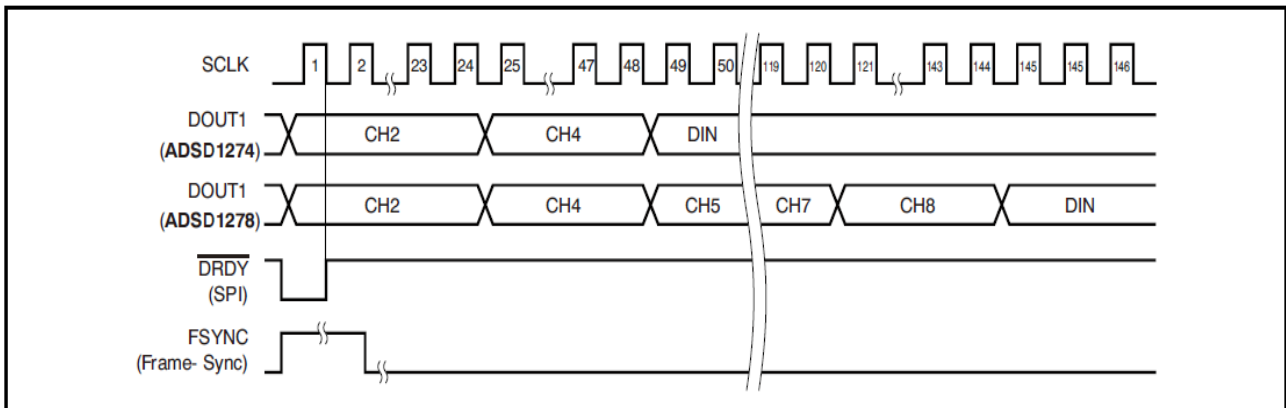 SCLK 1 2 23 24 25 47 48 49 50 119 120 121 143 144 145 145 146
DOUT1
(ADSD1274)
CH2 CH4 DIN
DOUT1
(ADSD1278)
CH2 CH4 CH5 CH7 CH8 DIN
DRDY
(SPI)
FSYNC
(Frame- Sync)